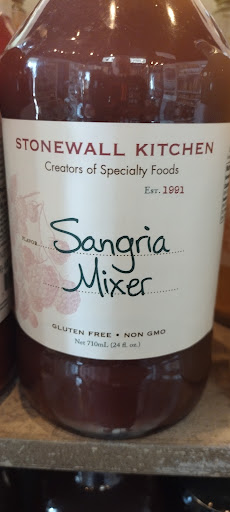 STONEWALL KITCHEN
Creators of Specialty Foods
EST. 1991
FLAVOR
Sangria
Mixer
GLUTEN FREE • NON GMO
Net 710mL (24 fl. oz.)